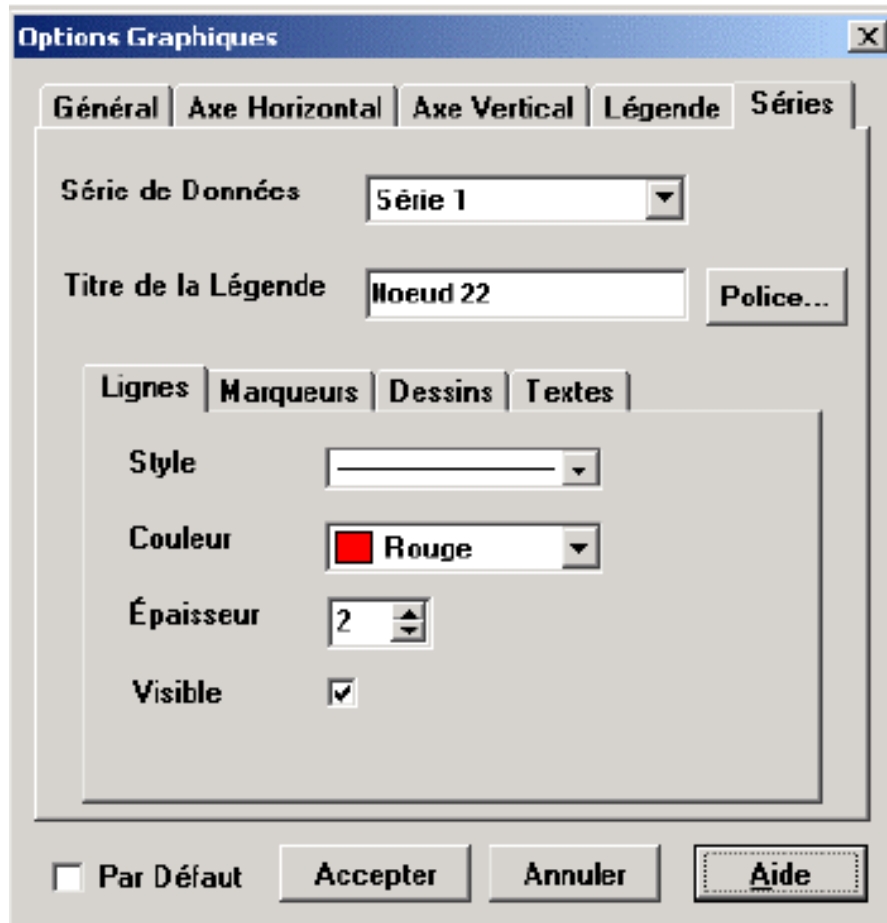 Options Graphiques
Général Axe Horizontal Axe Vertical Légende Séries
Série de Données Série 1
Titre de la Légende Noeud 22 Police...
Lignes Marqueurs Dessins Textes
Style
Couleur Rouge
Épaisseur 2
Visible
Par Défaut Accepter Annuler Aide